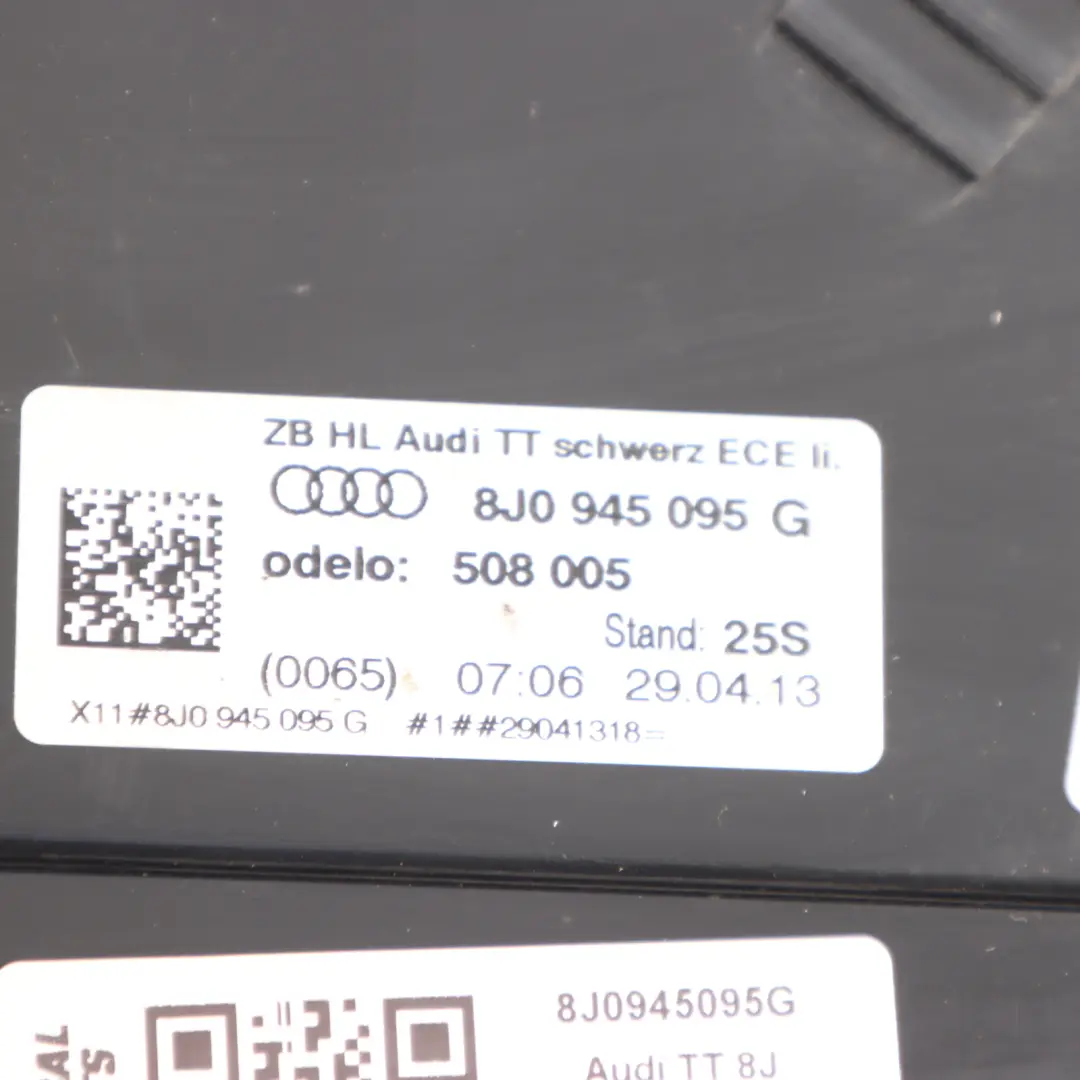 ZB HL Audi TT schwerz ECE li.
8J0 945 095 G
odelo: 508 005
Stand: 25S
(0065) 07:06 29.04.13
X11#8J0 945 095 G #1##29041318=
8J0945095G
Audi TT 8J